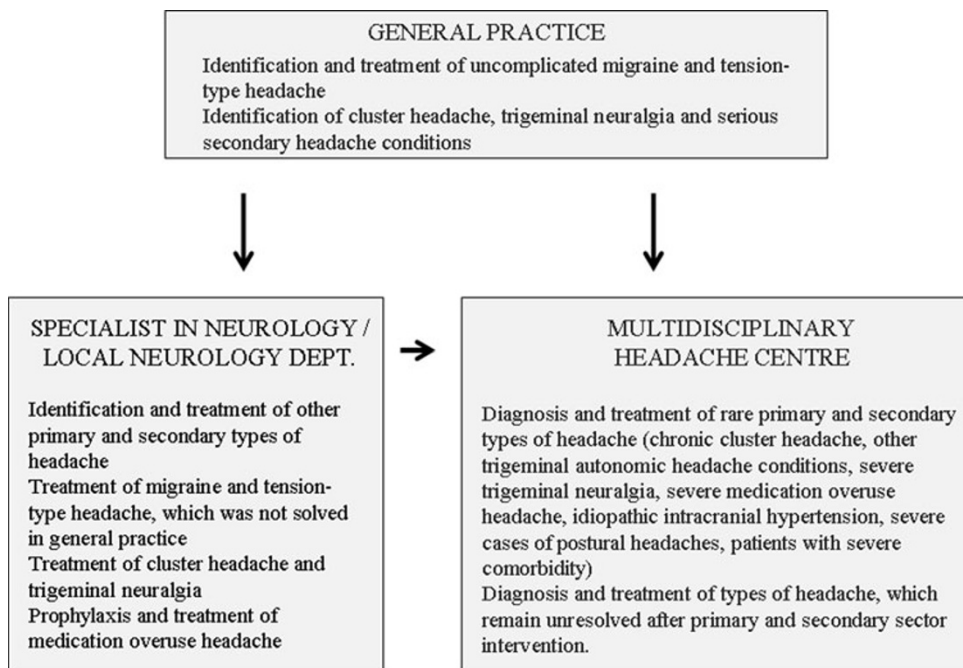 GENERAL PRACTICE
Identification and treatment of uncomplicated migraine and tension-
type headache
Identification of cluster headache, trigeminal neuralgia and serious
secondary headache conditions
SPECIALIST IN NEUROLOGY /
LOCAL NEUROLOGY DEPT.
Identification and treatment of other
primary and secondary types of
headache
Treatment of migraine and tension-
type headache, which was not solved
in general practice
Treatment of cluster headache and
trigeminal neuralgia
Prophylaxis and treatment of
medication overuse headache
MULTIDISCIPLINARY
HEADACHE CENTRE
Diagnosis and treatment of rare primary and secondary
types of headache (chronic cluster headache, other
trigeminal autonomic headache conditions, severe
trigeminal neuralgia, severe medication overuse
headache, idiopathic intracranial hypertension, severe
cases of postural headaches, patients with severe
comorbidity)
Diagnosis and treatment of types of headache, which
remain unresolved after primary and secondary sector
intervention.